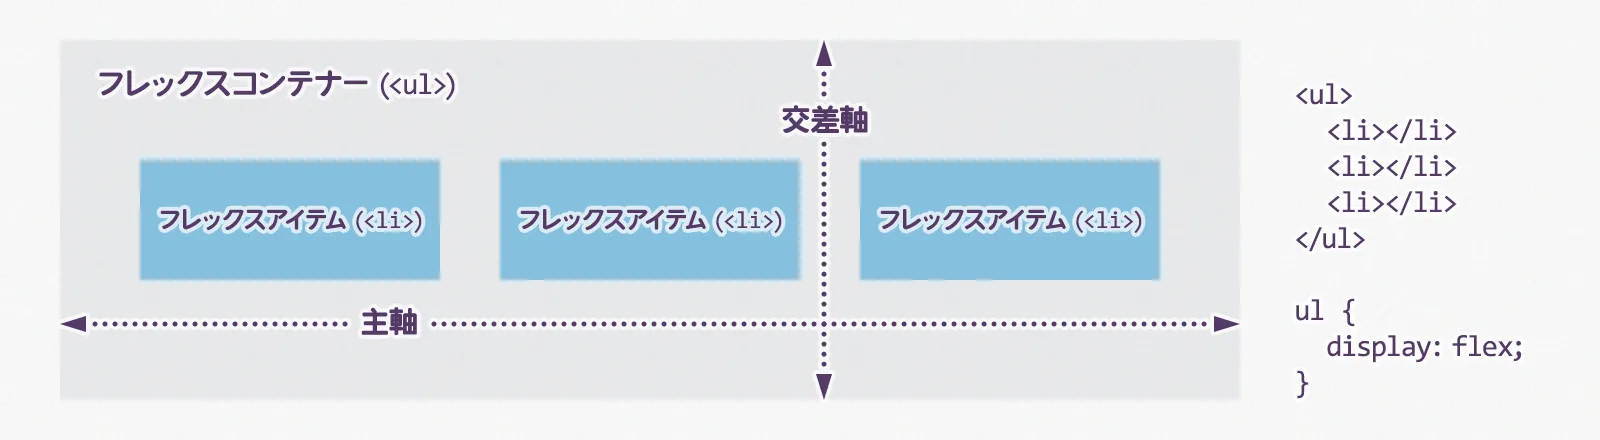 フレックスコンテナー (<ul>)
交差軸
フレックスアイテム (<li>)
フレックスアイテム (<li>)
フレックスアイテム (<li>)
主軸
<ul>
  <li></li>
  <li></li>
  <li></li>
</ul>
ul {
  display: flex;
}